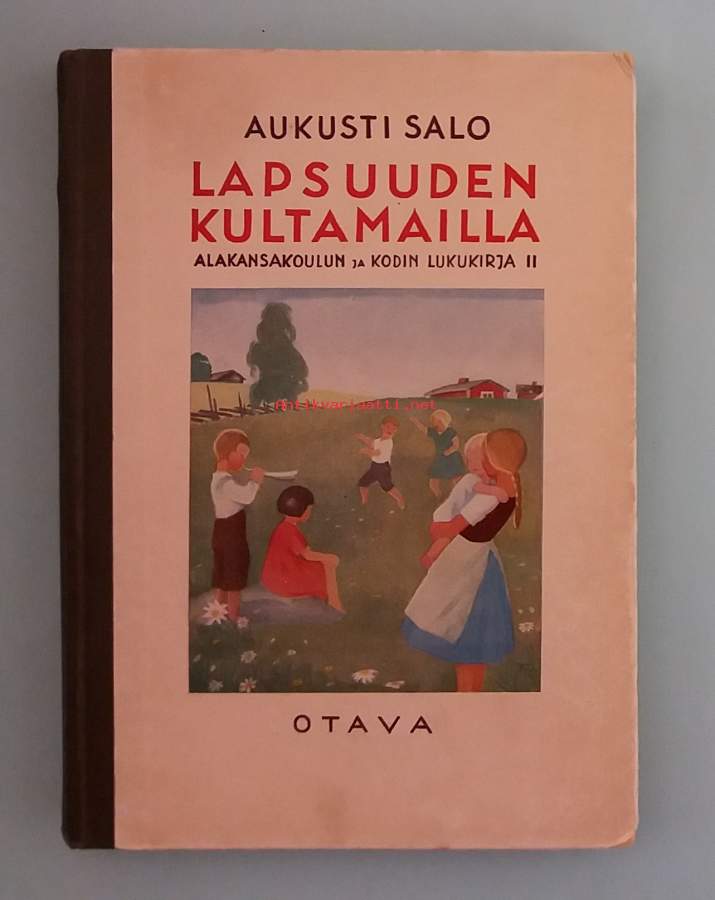 AUKUSTI SALO
LAPSUUDEN
KULTAMAILLA
ALAKANSAKOULUN JA KODIN LUKUKIRJA II
Antikvariaatti.net
OTAVA